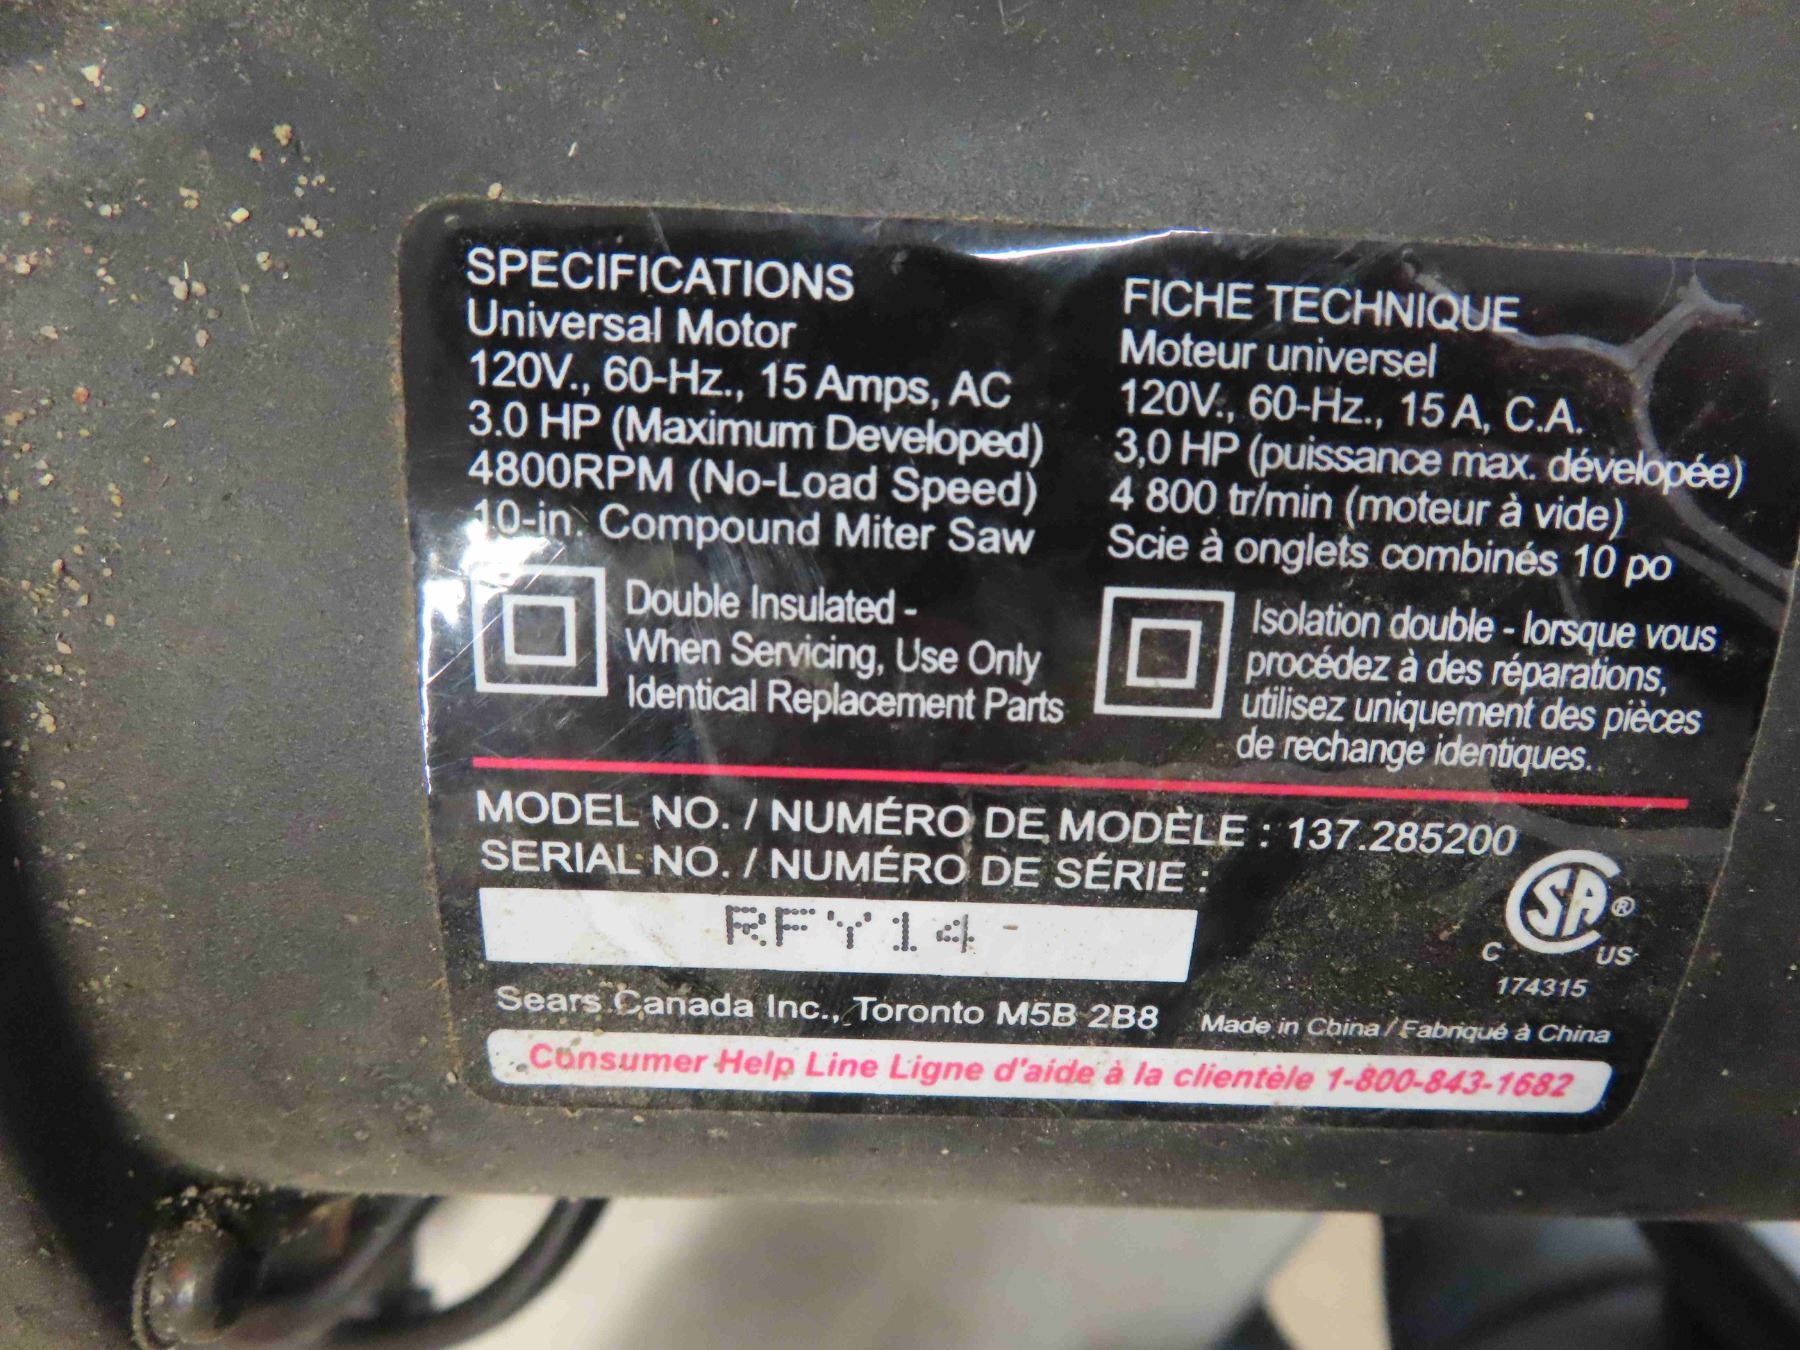 SPECIFICATIONS
Universal Motor
120V., 60-Hz., 15 Amps, AC
3.0 HP (Maximum Developed)
4800RPM (No-Load Speed)
10-in. Compound Miter Saw
Double Insulated -
When Servicing, Use Only
Identical Replacement Parts
FICHE TECHNIQUE
Moteur universel
120V., 60-Hz., 15 A, C.A.
3,0 HP (puissance max. développée)
4 800 tr/min (moteur à vide)
Scie à onglets combinés 10 po
Isolation double - lorsque vous
procédez à des réparations,
utilisez uniquement des pièces
de rechange identiques.
MODEL NO. / NUMÉRO DE MODÈLE : 137.285200
SERIAL NO. / NUMÉRO DE SÉRIE :
RFY14
C SA ® US
174315
Sears Canada Inc., Toronto M5B 2B8
Made in China / Fabriqué à China
Consumer Help Line Ligne d'aide à la clientèle 1-800-843-1682